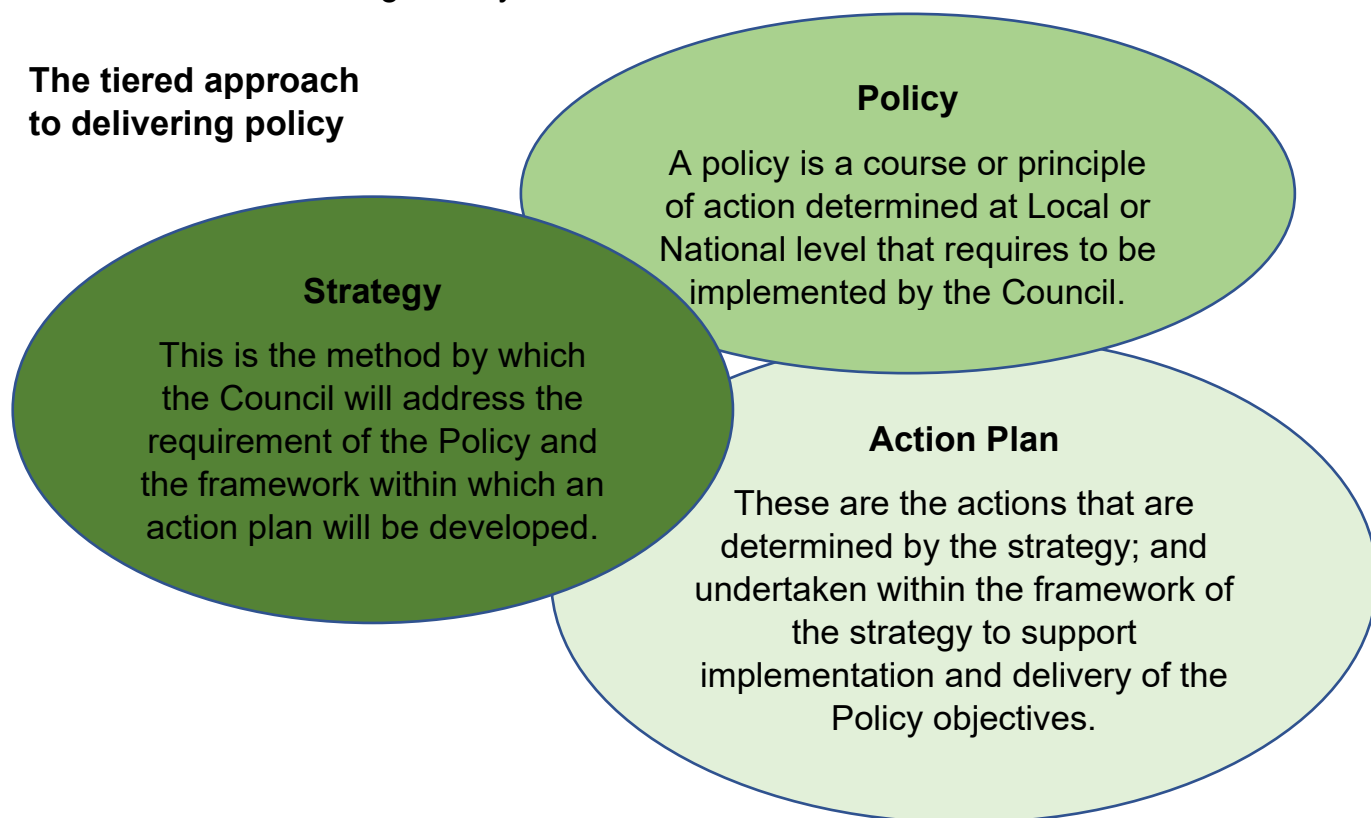 The tiered approach
to delivering policy
Policy
A policy is a course or principle
of action determined at Local or
National level that requires to be
implemented by the Council.
Strategy
This is the method by which
the Council will address the
requirement of the Policy and
the framework within which an
action plan will be developed.
Action Plan
These are the actions that are
determined by the strategy; and
undertaken within the framework of
the strategy to support
implementation and delivery of the
Policy objectives.